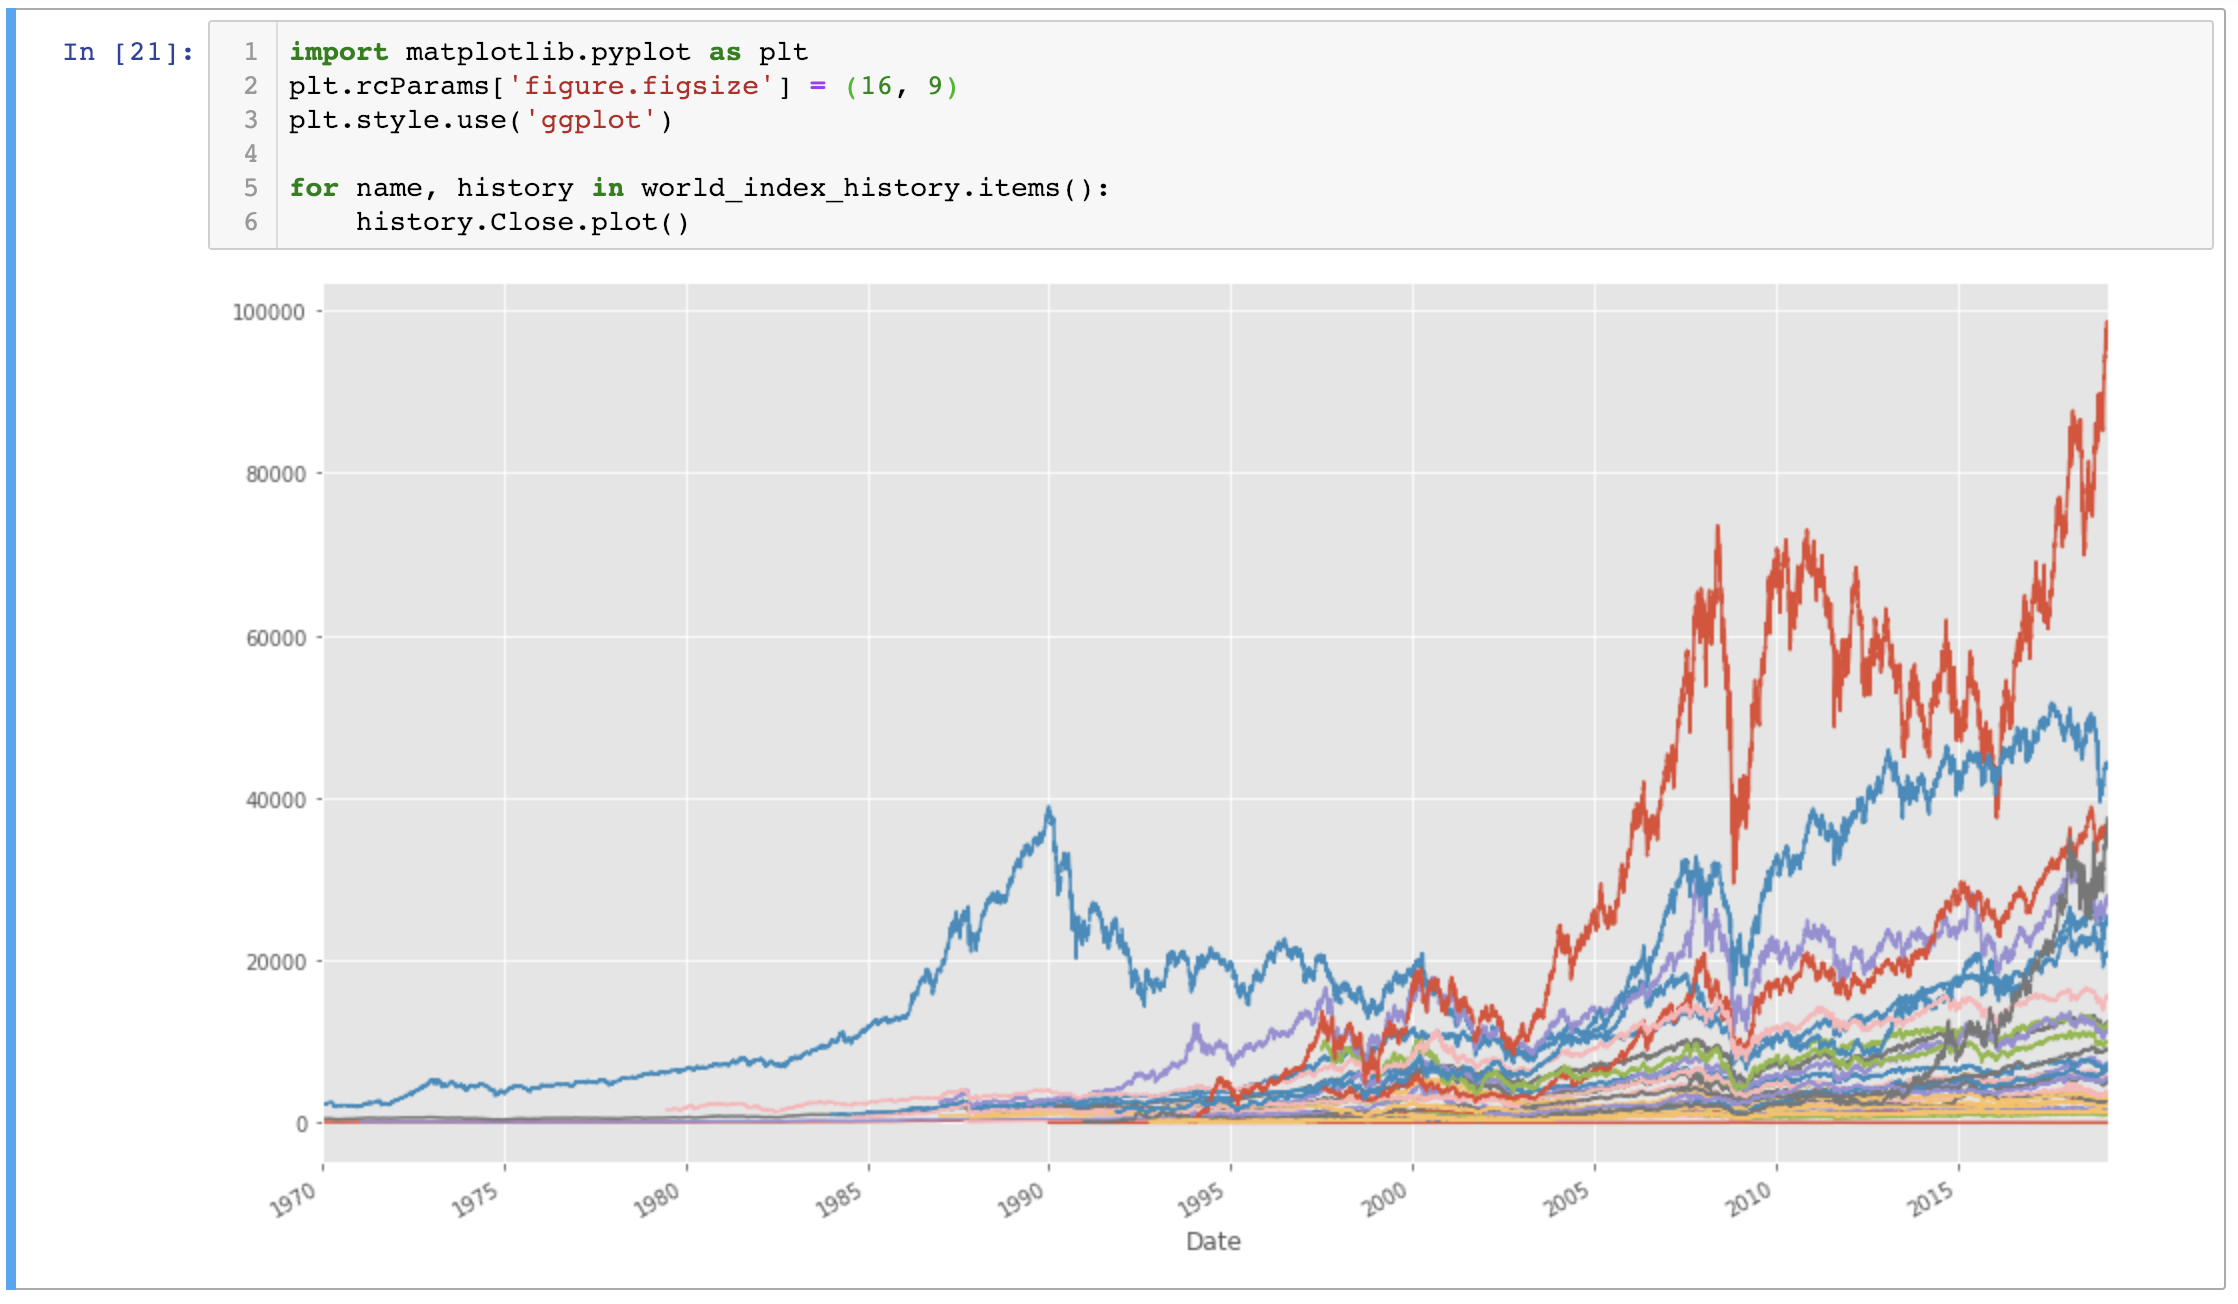 In [21]:
1 import matplotlib.pyplot as plt
2 plt.rcParams['figure.figsize'] = (16, 9)
3 plt.style.use('ggplot')
4
5 for name, history in world_index_history.items():
6     history.Close.plot()
100000
80000
60000
40000
20000
0
1970 1975 1980 1985 1990 1995 2000 2005 2010 2015
Date